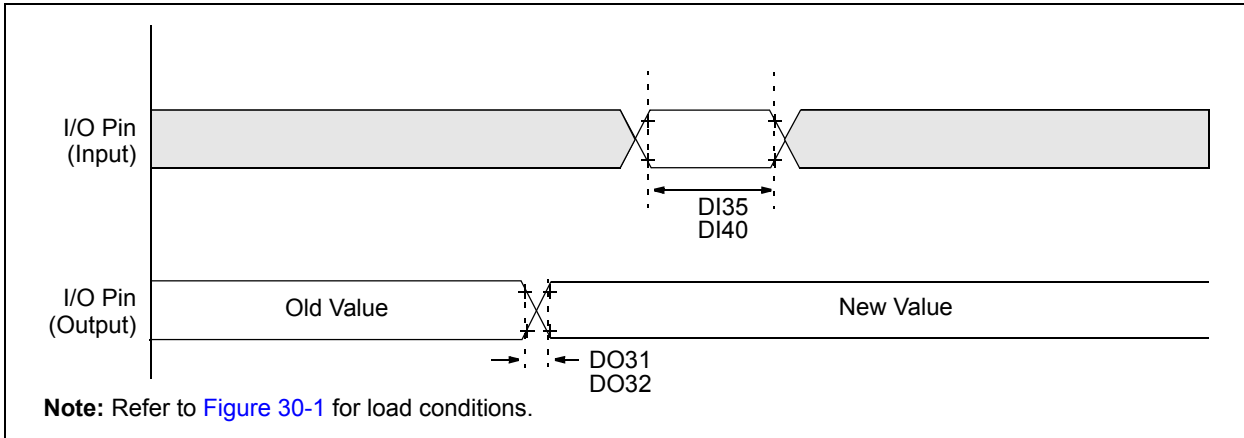 I/O Pin
(Input)
DI35
DI40
I/O Pin
(Output)
Old Value
New Value
DO31
DO32
Note: Refer to Figure 30-1 for load conditions.